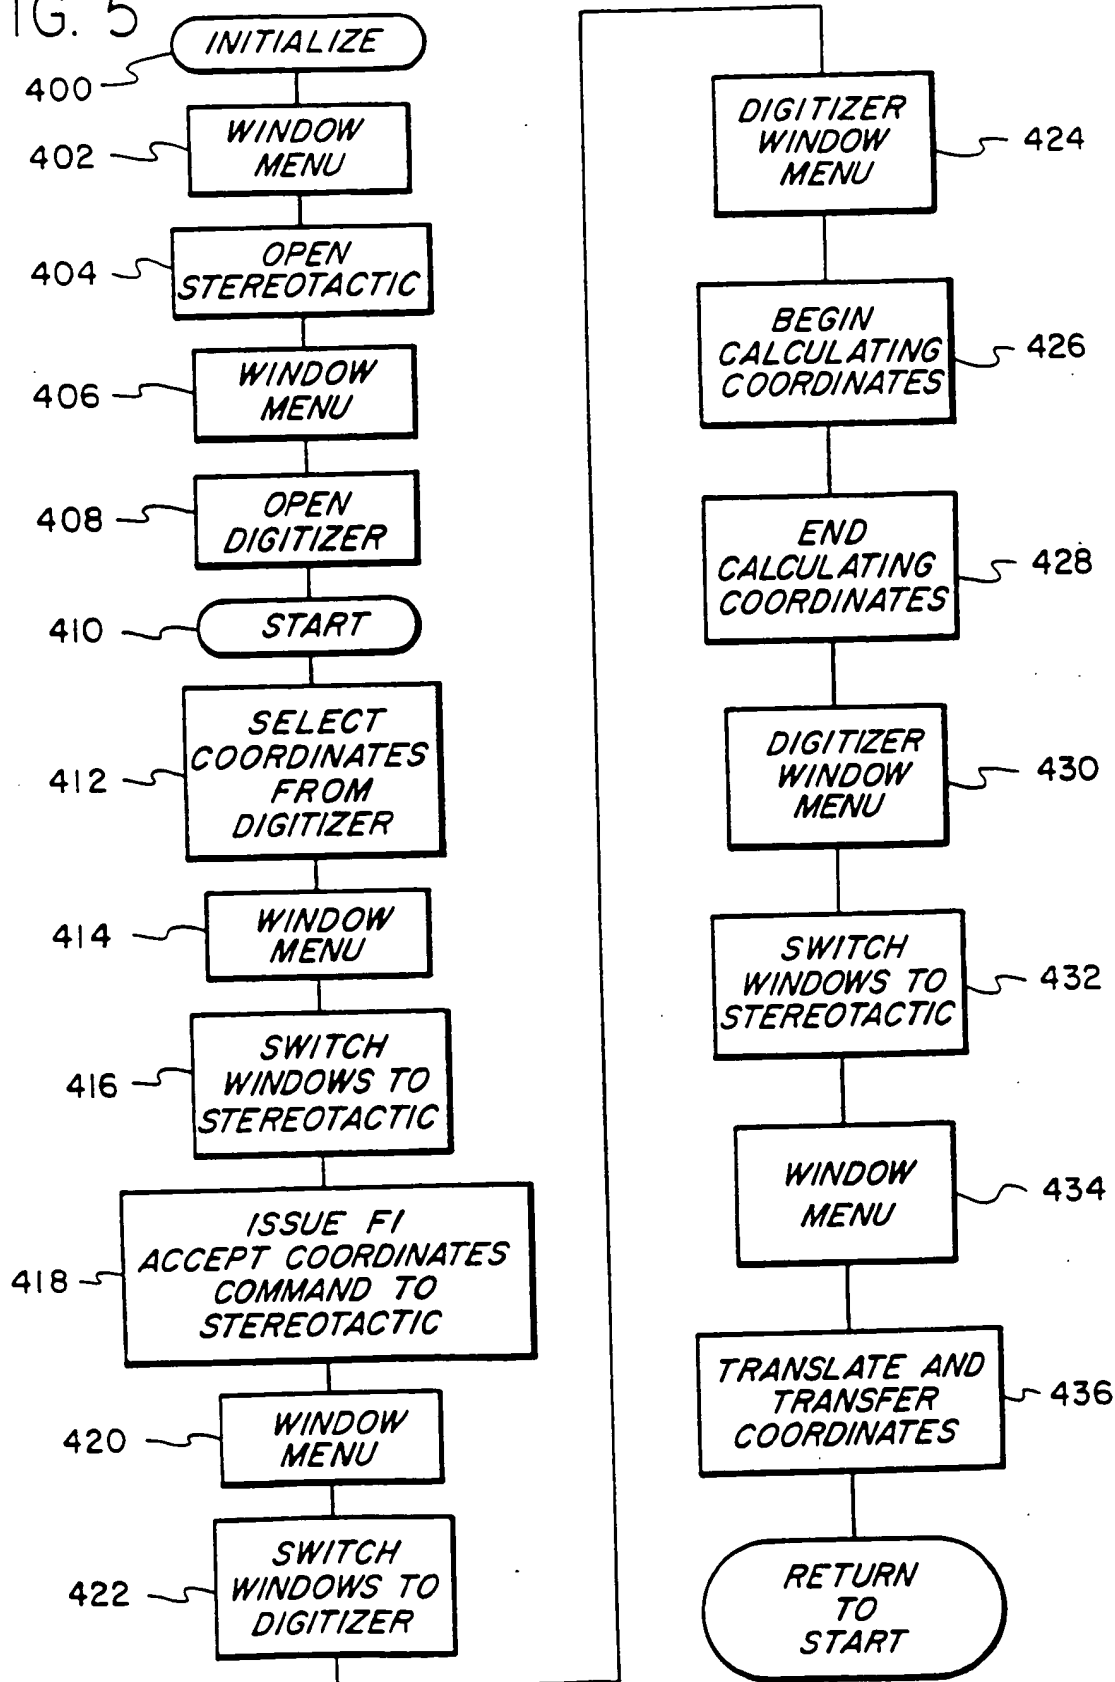 IG. 5
INITIALIZE
400
WINDOW
MENU
402
OPEN
STEREOTACTIC
404
WINDOW
MENU
406
OPEN
DIGITIZER
408
START
410
SELECT
COORDINATES
FROM
DIGITIZER
412
WINDOW
MENU
414
SWITCH
WINDOWS TO
STEREOTACTIC
416
ISSUE F1
ACCEPT COORDINATES
COMMAND TO
STEREOTACTIC
418
WINDOW
MENU
420
SWITCH
WINDOWS TO
DIGITIZER
422
DIGITIZER
WINDOW
MENU
424
BEGIN
CALCULATING
COORDINATES
426
END
CALCULATING
COORDINATES
428
DIGITIZER
WINDOW
MENU
430
SWITCH
WINDOWS TO
STEREOTACTIC
432
WINDOW
MENU
434
TRANSLATE AND
TRANSFER
COORDINATES
436
RETURN
TO
START